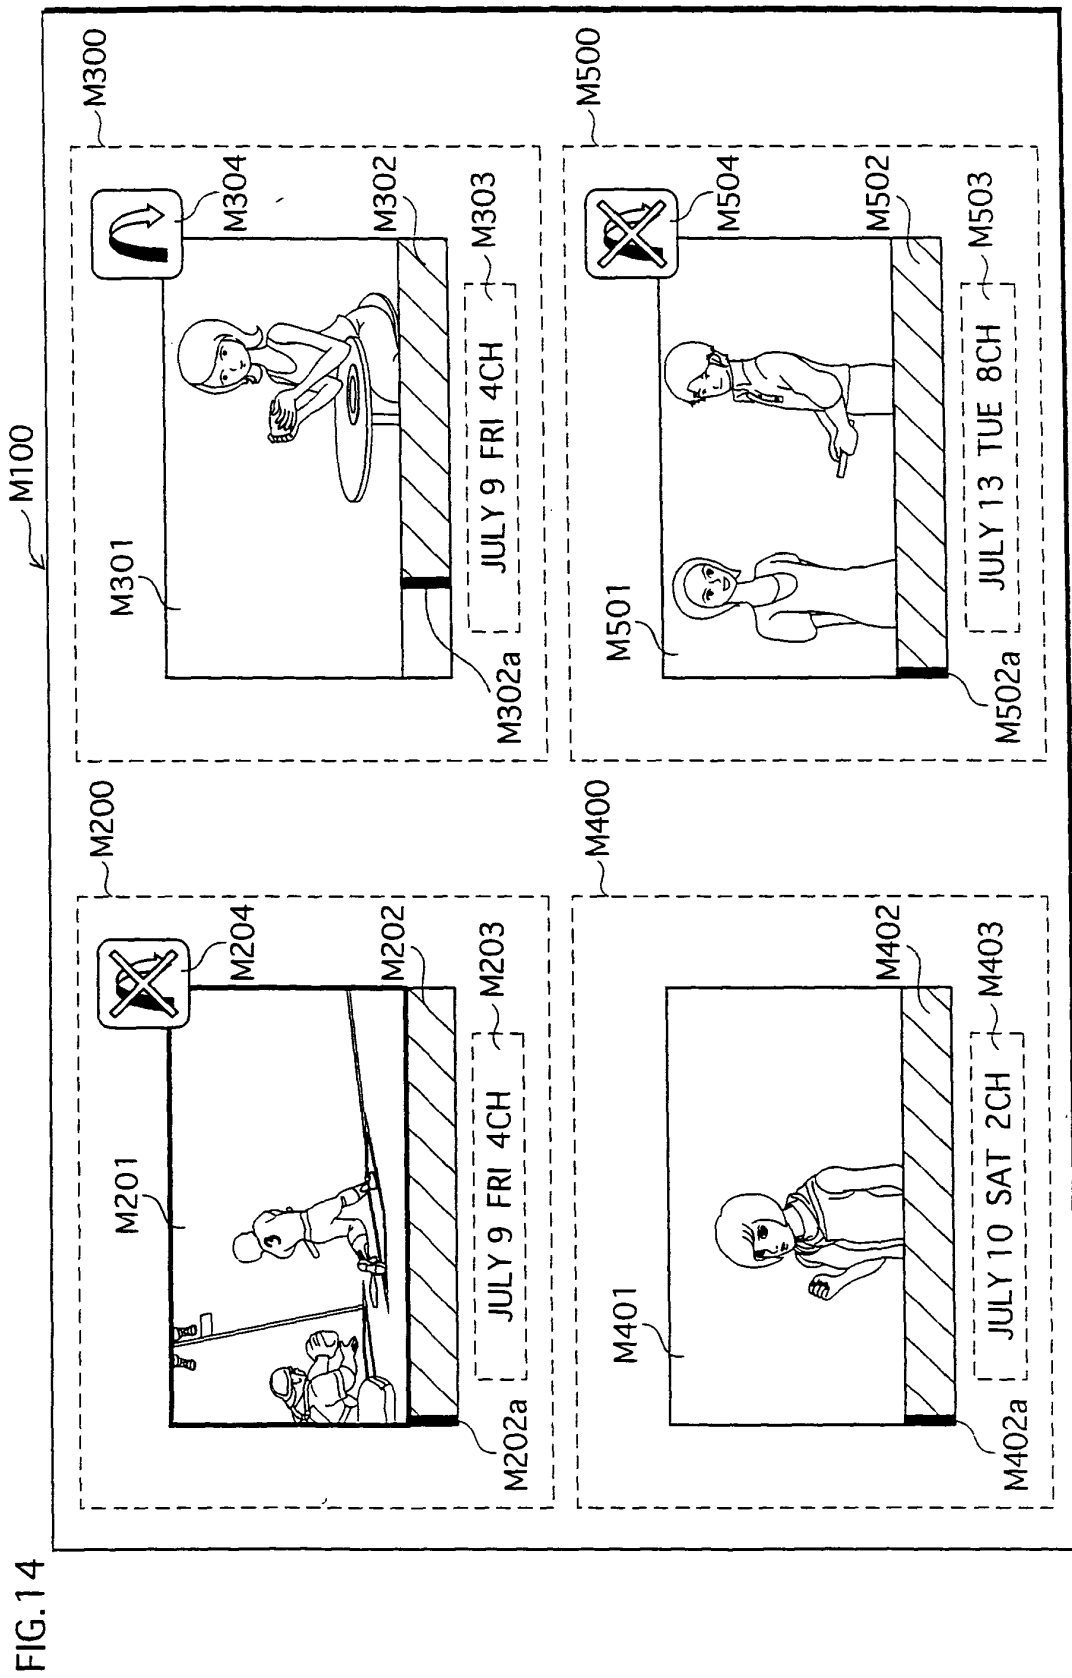 FIG.14
M100
M200
M204
M201
M202
M203
JULY 9 FRI 4CH
M202a
M300
M304
M301
M302
M303
JULY 9 FRI 4CH
M302a
M400
M401
M402
M403
JULY 10 SAT 2CH
M402a
M500
M504
M501
M502
M503
JULY 13 TUE 8CH
M502a
3